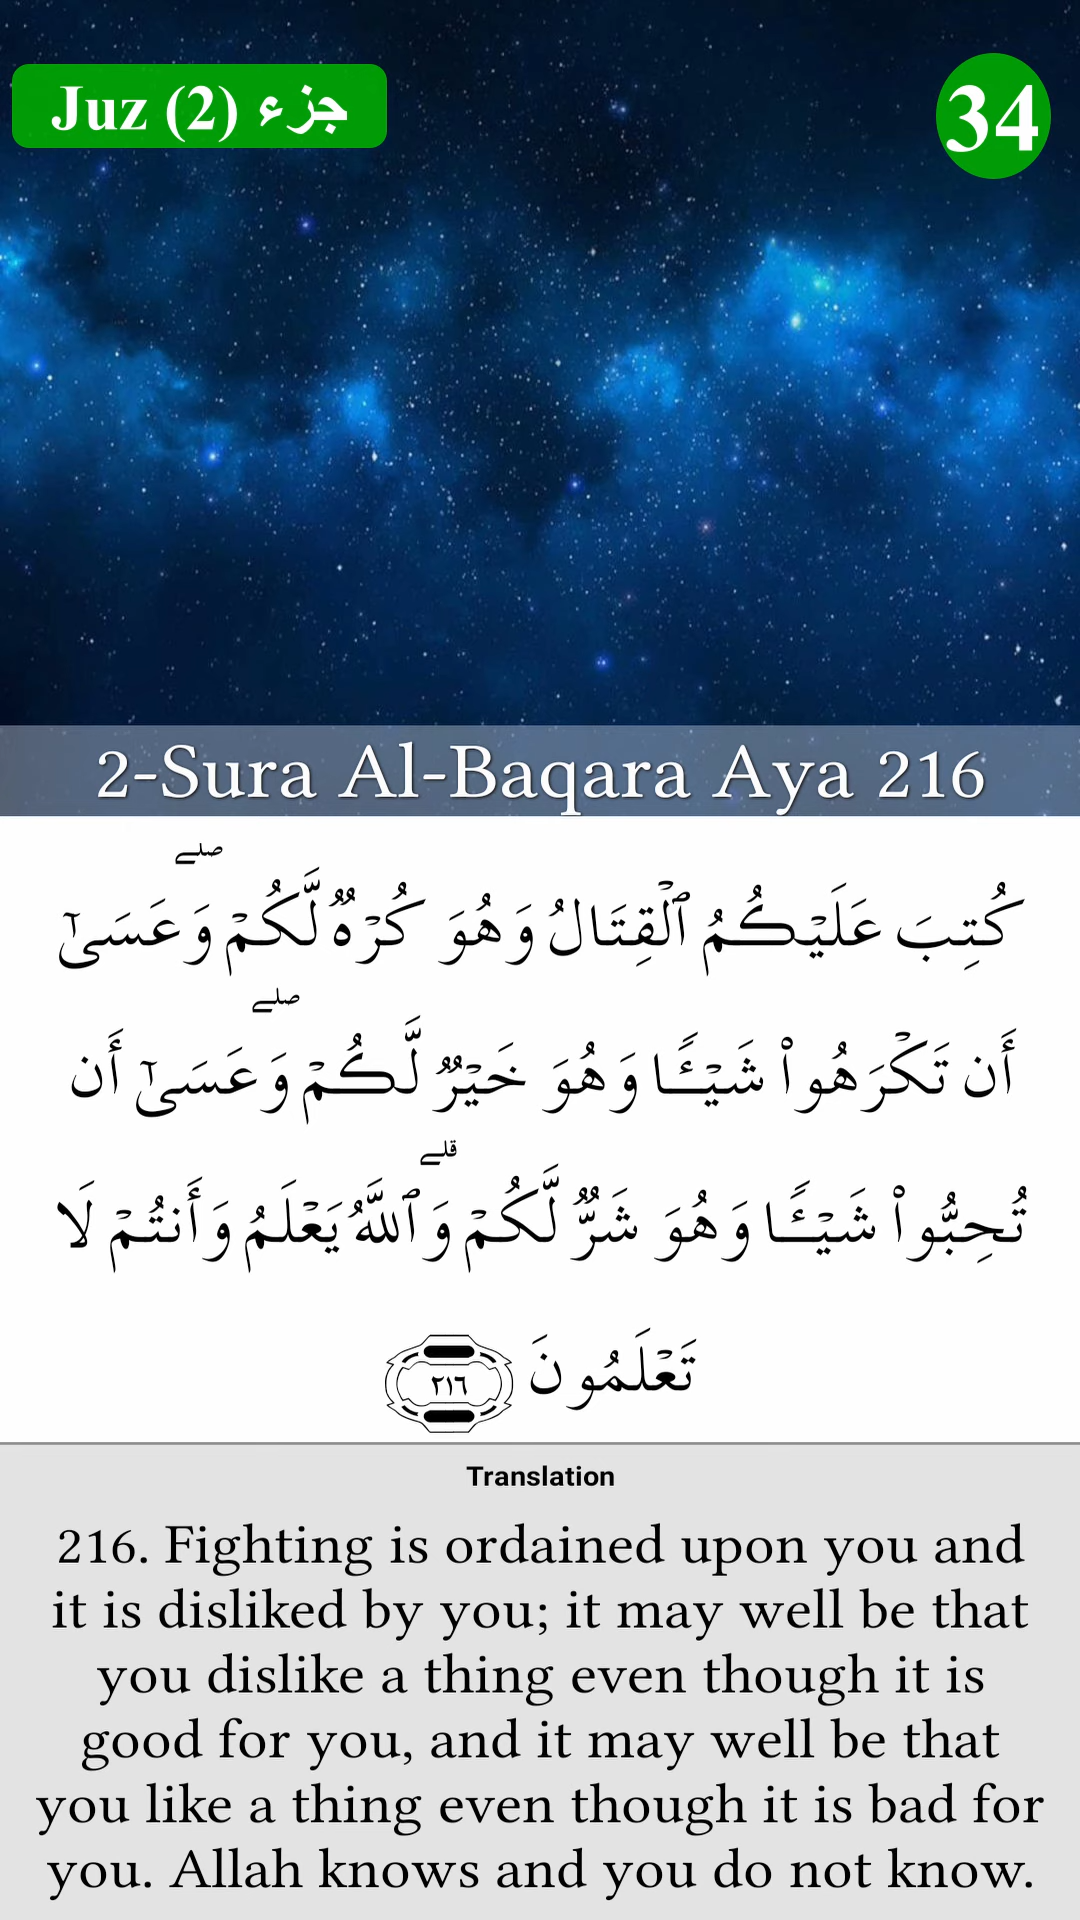 Juz (2) جزء
34
2-Sura Al-Baqara Aya 216
كُتِبَ عَلَيْكُمُ ٱلْقِتَالُ وَهُوَ كُرْهٌ لَّكُمْ ۖ وَعَسَىٰٓ
أَن تَكْرَهُوا۟ شَيْـًٔا وَهُوَ خَيْرٌ لَّكُمْ ۖ وَعَسَىٰٓ أَن
تُحِبُّوا۟ شَيْـًٔا وَهُوَ شَرٌّ لَّكُمْ ۗ وَٱللَّهُ يَعْلَمُ وَأَنتُمْ لَا
تَعْلَمُونَ ٢١٦
Translation
216. Fighting is ordained upon you and
it is disliked by you; it may well be that
you dislike a thing even though it is
good for you, and it may well be that
you like a thing even though it is bad for
you. Allah knows and you do not know.